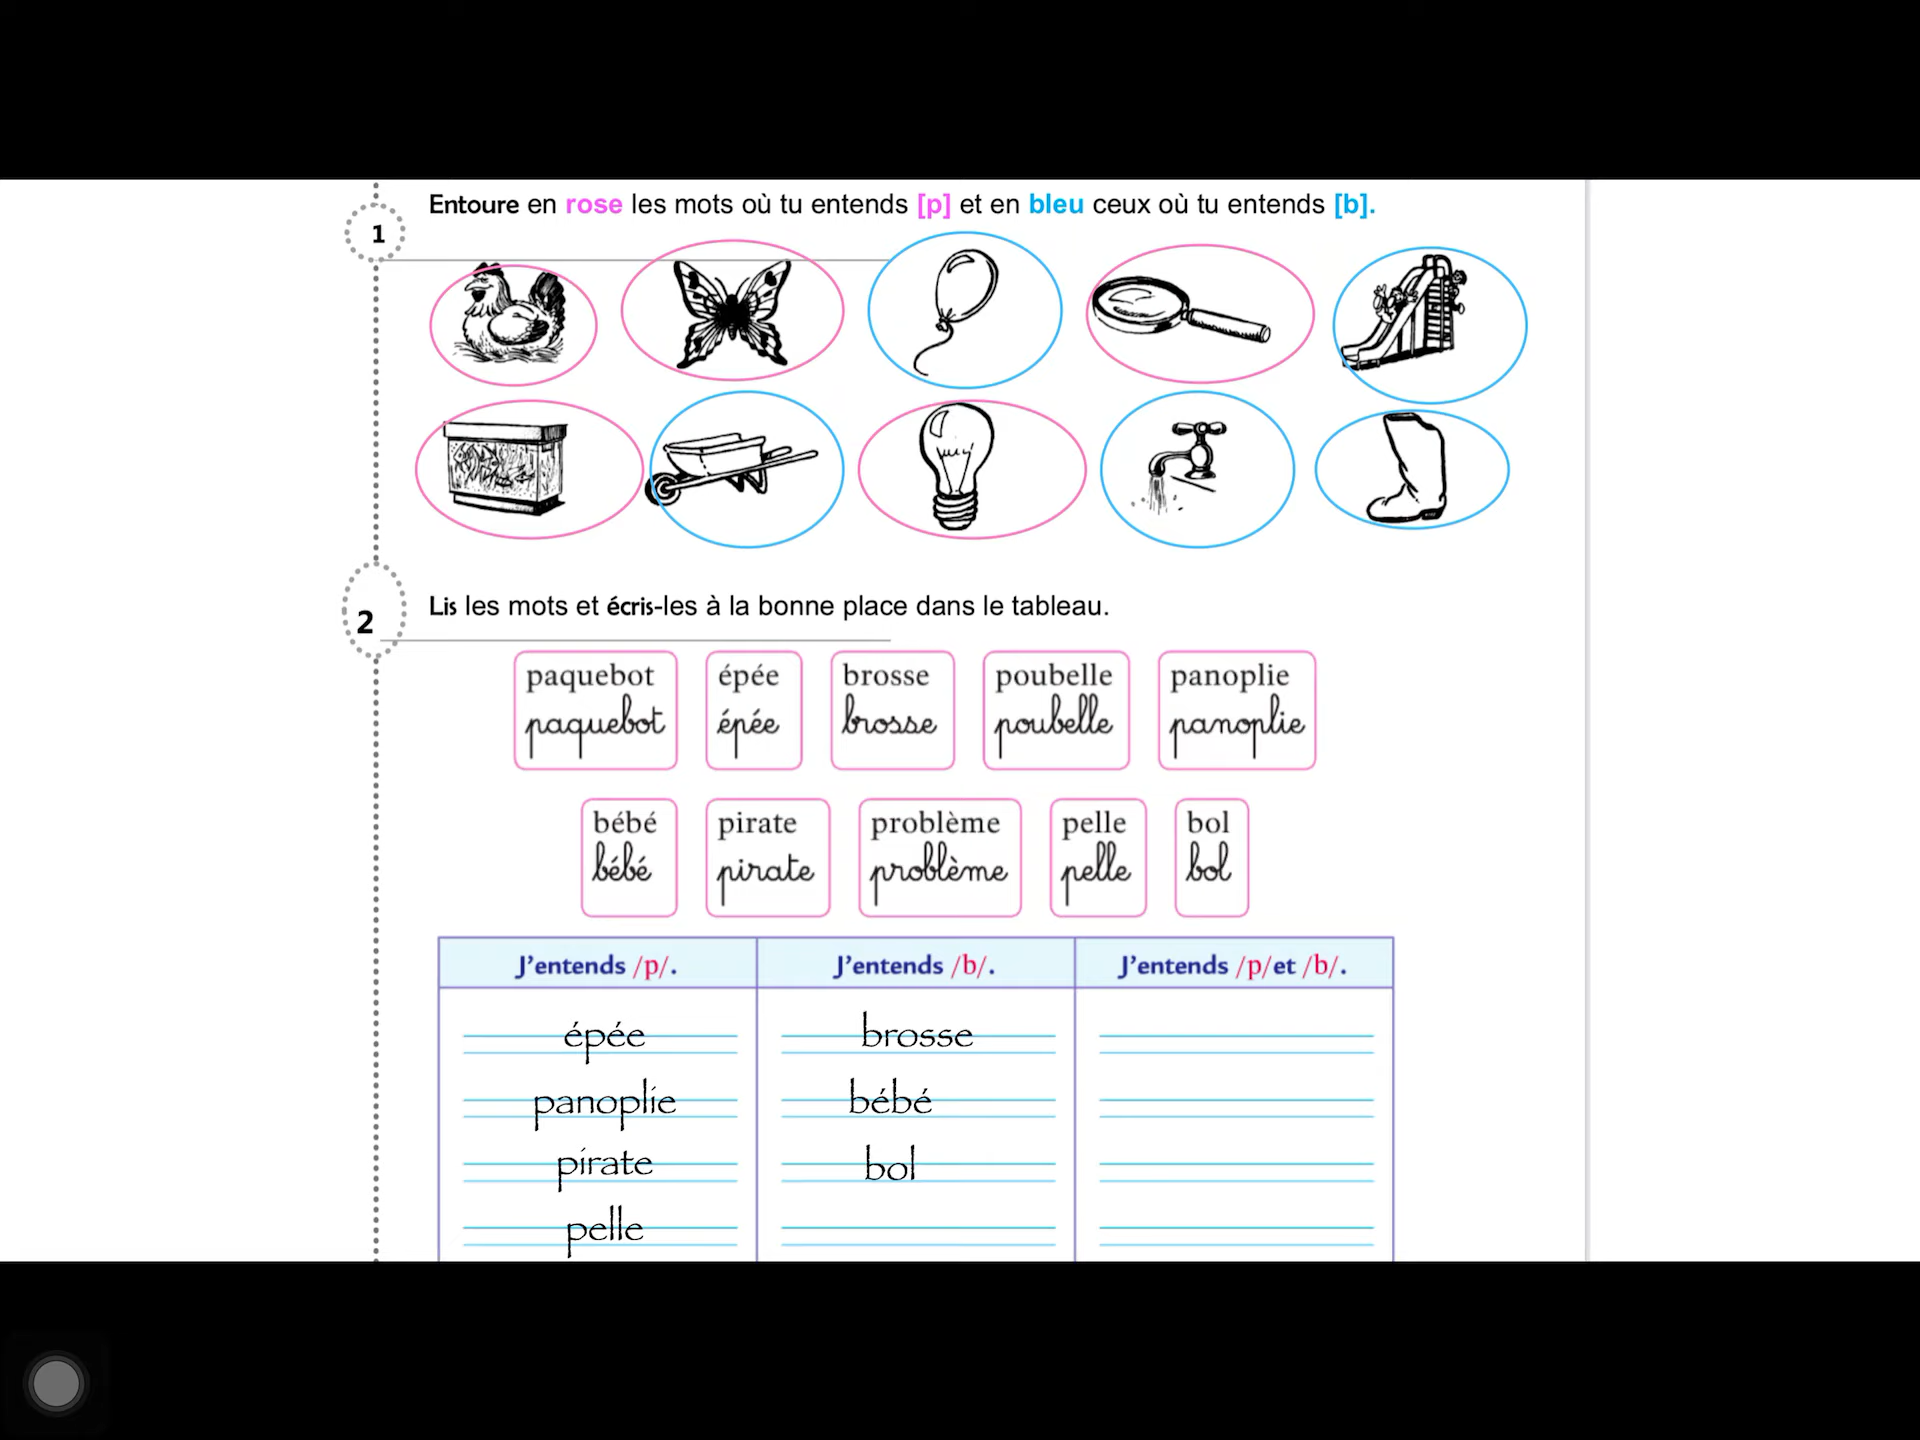 1 Entoure en rose les mots où tu entends [p] et en bleu ceux où tu entends [b].
2 Lis les mots et écris-les à la bonne place dans le tableau.
paquebot épée brosse poubelle panoplie
paquebot épée brosse poubelle panoplie
bébé pirate problème pelle bol
bébé pirate problème pelle bol
J'entends /p/. J'entends /b/. J'entends /p/et /b/.
épée brosse
panoplie bébé
pirate bol
pelle